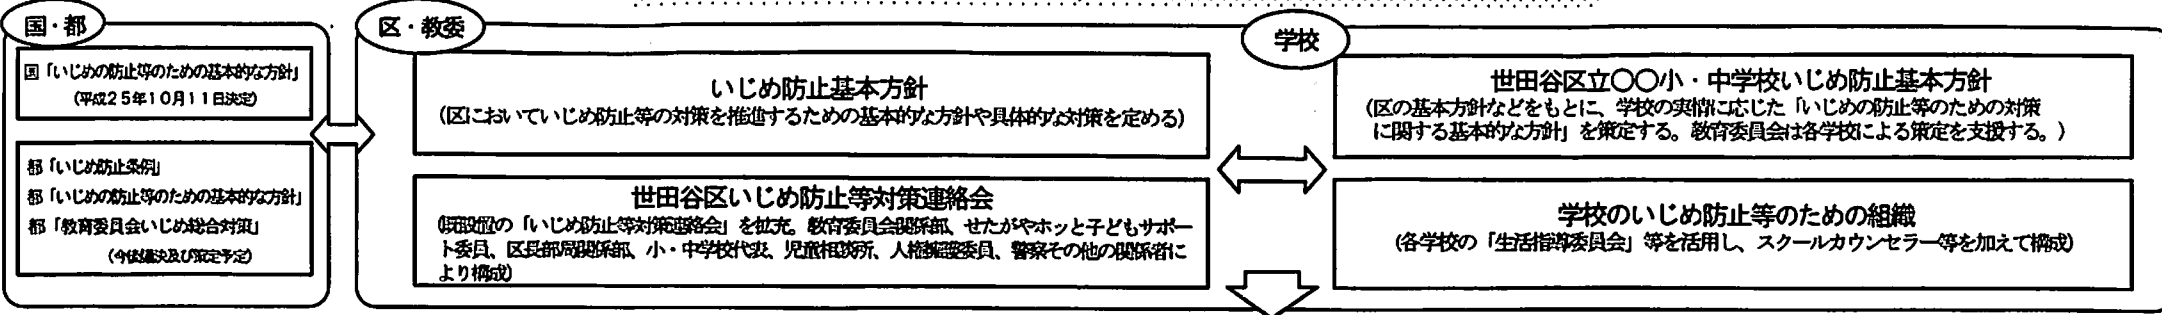 国・都
国「いじめの防止等のための基本的な方針」
(平成25年10月11日決定)
都「いじめ防止条例」
都「いじめの防止等のための基本的な方針」
都「教育委員会いじめ総合対策」
(今後議決及び策定予定)
区・教委
いじめ防止基本方針
(区においていじめ防止等の対策を推進するための基本的な方針や具体的な対策を定める)
世田谷区いじめ防止等対策連絡会
(既設置の「いじめ防止等対策連絡会」を拡充。教育委員会関係部、せたがやホッと子どもサポー
ト委員、区長部局関係部、小・中学校代表、児童相談所、人権擁護委員、警察その他の関係者に
より構成)
学校
世田谷区立〇〇小・中学校いじめ防止基本方針
(区の基本方針などをもとに、学校の実情に応じた「いじめの防止等のための対策
に関する基本的な方針」を策定する。教育委員会は各学校による策定を支援する。)
学校のいじめ防止等のための組織
(各学校の「生活指導委員会」等を活用し、スクールカウンセラー等を加えて構成)